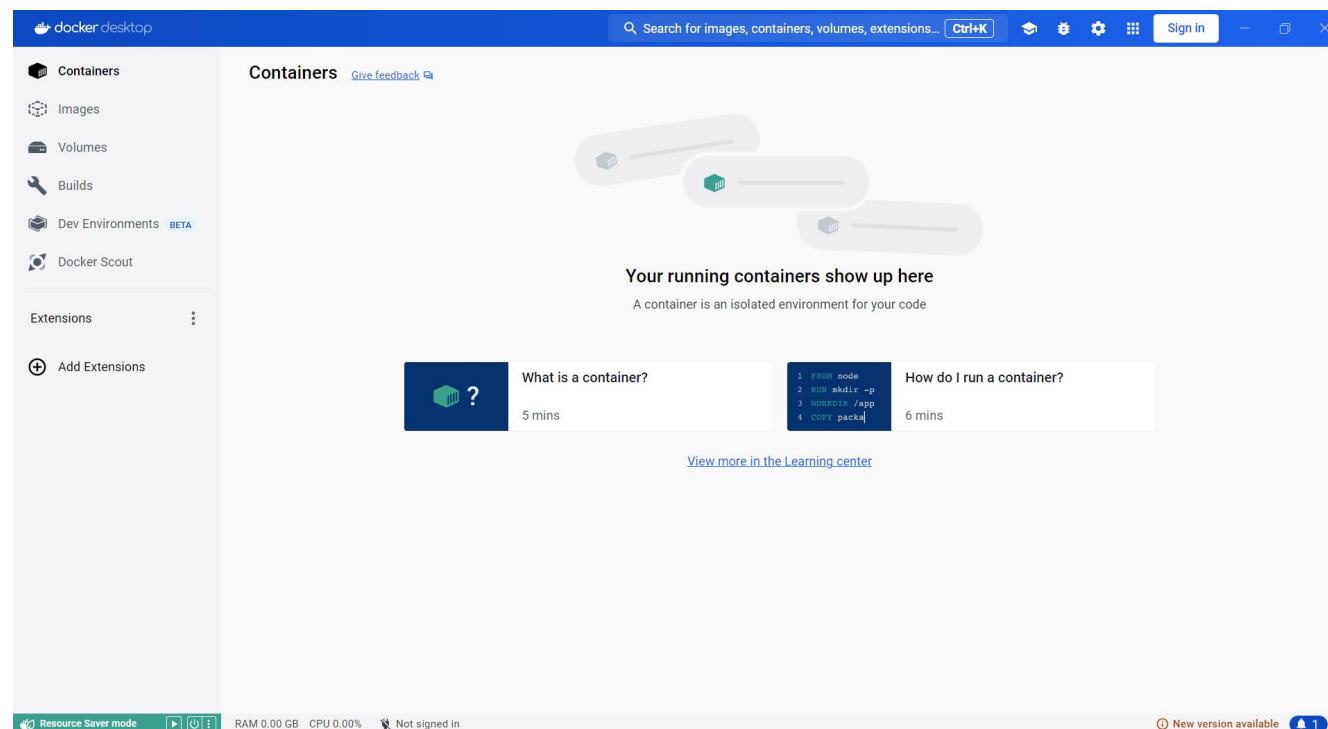 docker desktop
Search for images, containers, volumes, extensions... Ctrl+K
Sign in
Containers
Images
Volumes
Builds
Dev Environments BETA
Docker Scout
Extensions
Add Extensions
Containers Give feedback
Your running containers show up here
A container is an isolated environment for your code
?
What is a container?
5 mins
1 FROM node
2 RUN mkdir -p
3 WORKDIR /app
4 COPY packa
How do I run a container?
6 mins
View more in the Learning center
Resource Saver mode
RAM 0.00 GB CPU 0.00% Not signed in
New version available 1